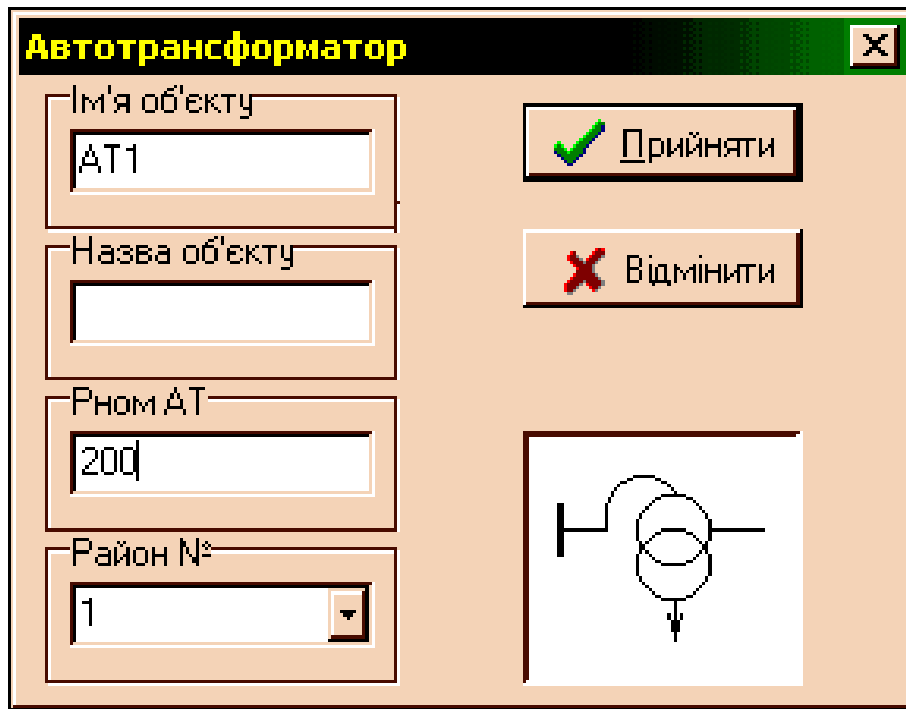 Автотрансформатор
Ім'я об'єкту
АТ1
Прийняти
Назва об'єкту
Відмінити
Рном АТ
200
Район №
1